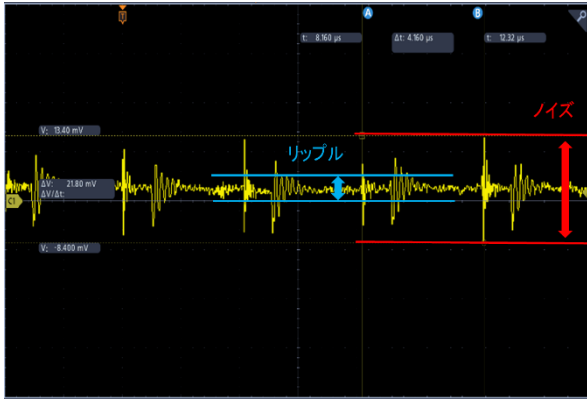 T
A
B
t: 8.160 µs
Δt: 4.160 µs
t: 12.32 µs
ノイズ
V: 13.40 mV
リップル
ΔV: 21.80 mV
ΔV/Δt:
C1
V: -8.400 mV